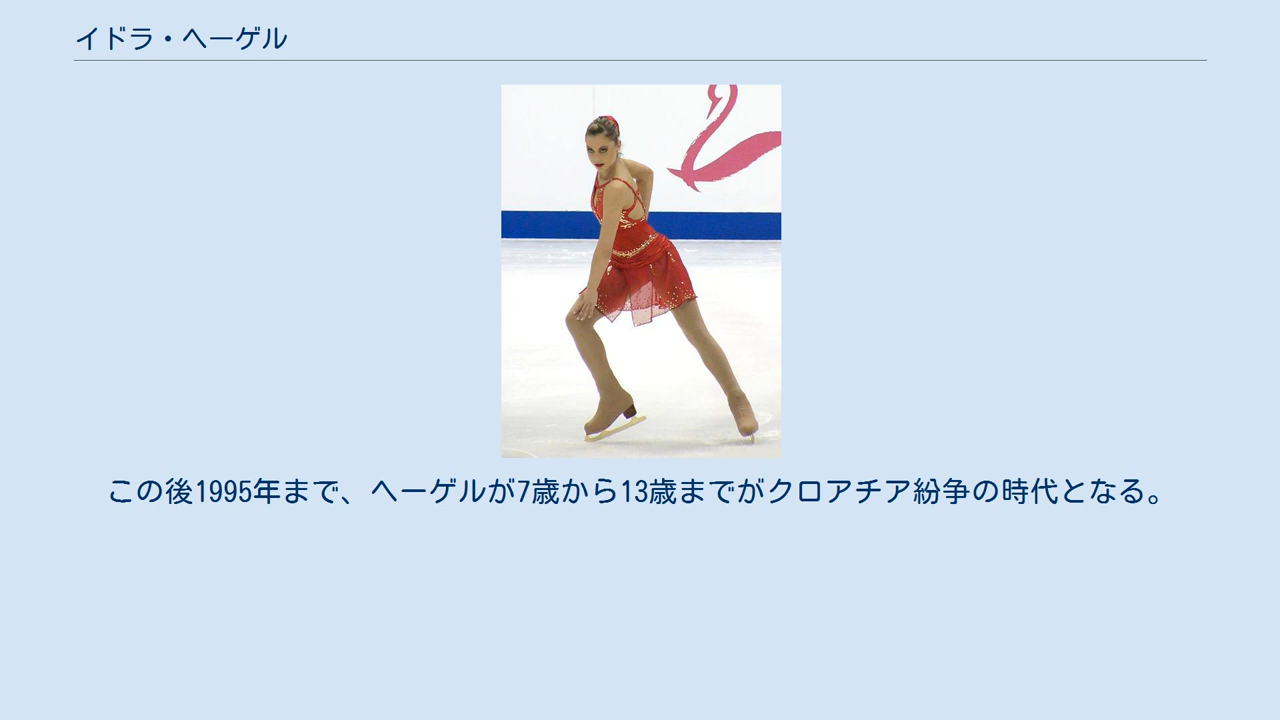 イドラ・ヘーゲル
この後1995年まで、ヘーゲルが7歳から13歳までがクロアチア紛争の時代となる。